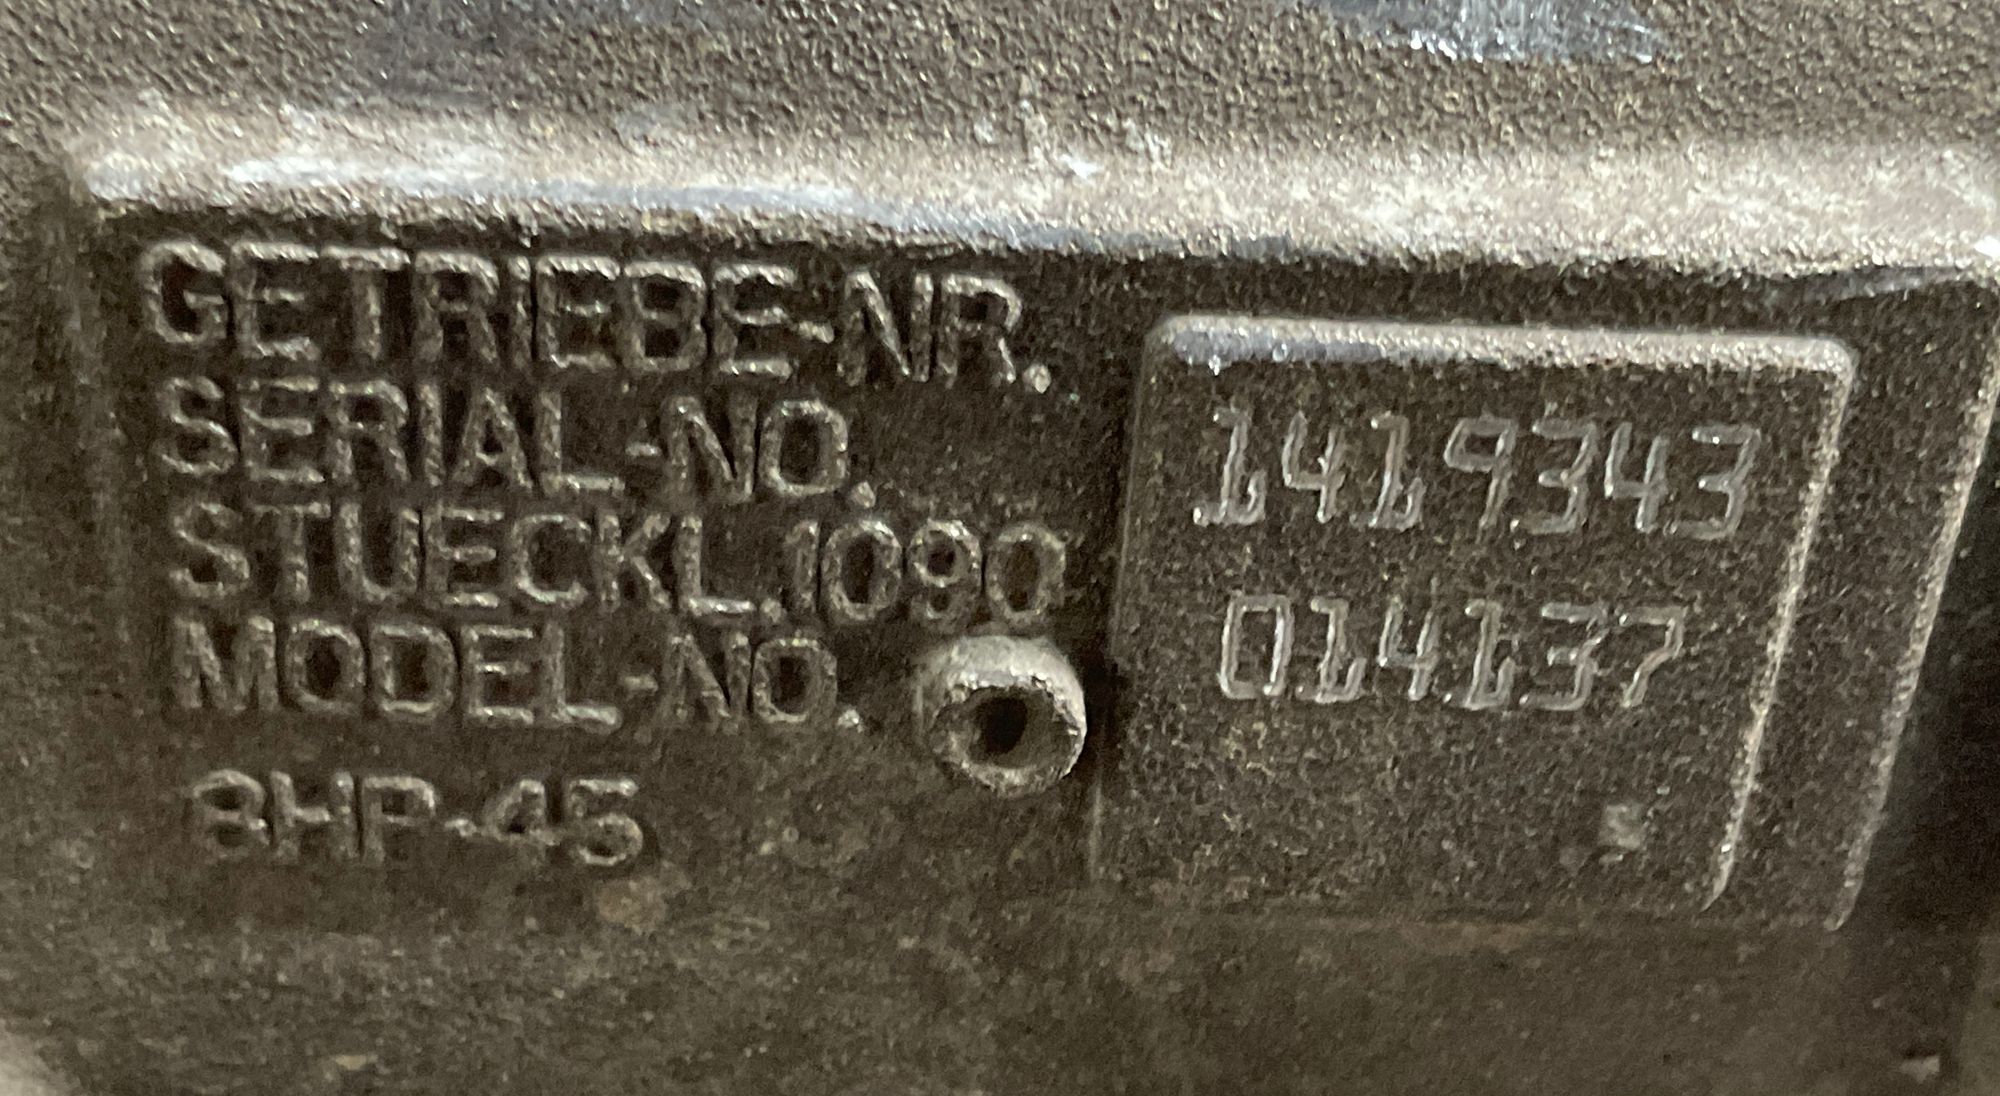 GETRIEBE-NR.
SERIAL-NO.
1419343
STUECKL.1090
MODEL-NO.
014137
8HP-45